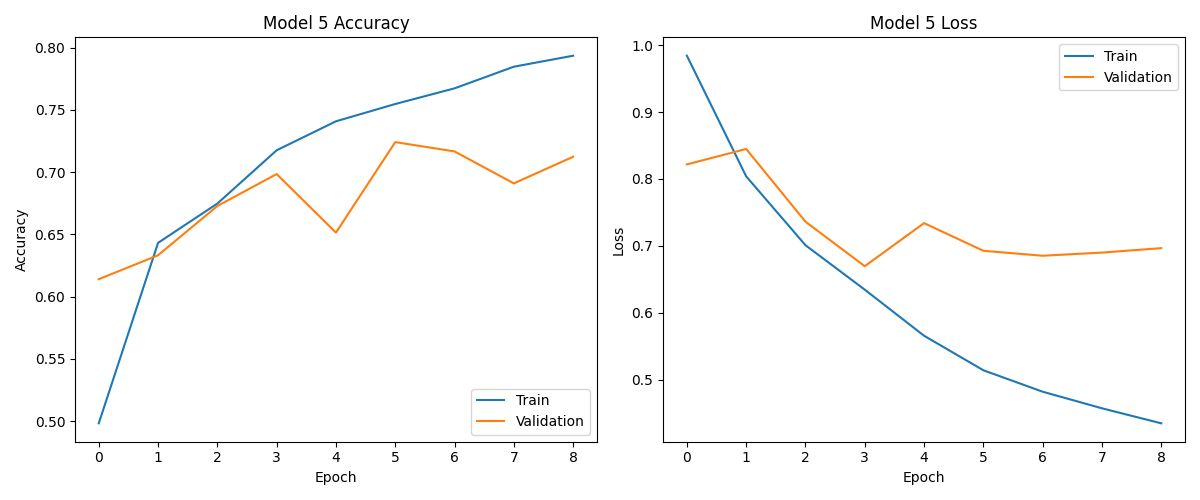 Model 5 Accuracy
Accuracy
0.80
0.75
0.70
0.65
0.60
0.55
0.50
0 1 2 3 4 5 6 7 8
Epoch
Train
Validation
Model 5 Loss
Loss
1.0
0.9
0.8
0.7
0.6
0.5
0 1 2 3 4 5 6 7 8
Epoch
Train
Validation